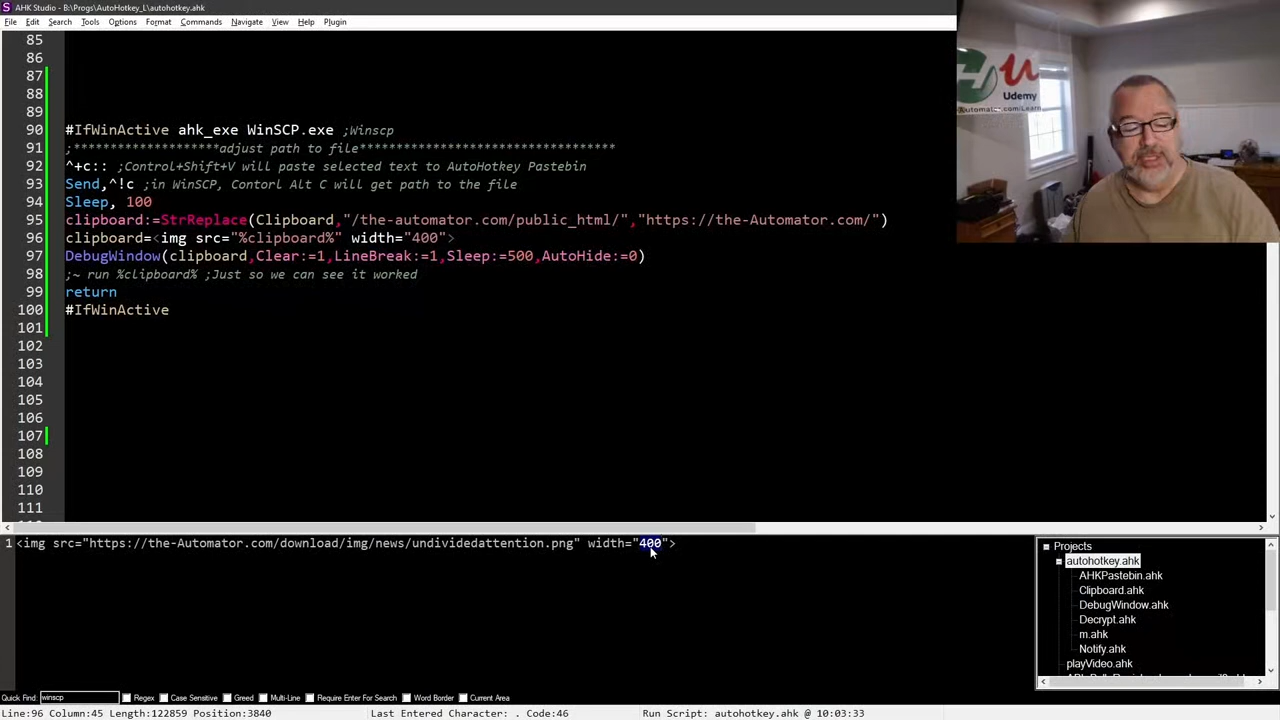 AHK Studio - B:\Progs\AutoHotkey_L\autohotkey.ahk
File Edit Search Tools Options Format Commands Navigate View Help Plugin
85
86
87
88
89
90 #IfWinActive ahk_exe WinSCP.exe ;Winscp
91 ;********************adjust path to file******************************
92 ^+c:: ;Control+Shift+V will paste selected text to AutoHotkey Pastebin
93 Send,^!c ;in WinSCP, Contorl Alt C will get path to the file
94 Sleep, 100
95 clipboard:=StrReplace(Clipboard,"/the-automator.com/public_html/","https://the-Automator.com/")
96 clipboard=<img src="%clipboard%" width="400">
97 DebugWindow(clipboard,Clear:=1,LineBreak:=1,Sleep:=500,AutoHide:=0)
98 ;~ run %clipboard% ;Just so we can see it worked
99 return
100 #IfWinActive
101
102
103
104
105
106
107
108
109
110
111
Udemy
1 <img src="https://the-Automator.com/download/img/news/undividedattention.png" width="400">
Projects
autohotkey.ahk
AHKPastebin.ahk
Clipboard.ahk
DebugWindow.ahk
Decrypt.ahk
m.ahk
Notify.ahk
playVideo.ahk
Quick Find: winscp Regex Case Sensitive Greed Multi-Line Require Enter For Search Word Border Current Area
Line:96 Column:45 Length:122859 Position:3840 Last Entered Character: . Code:46 Run Script: autohotkey.ahk @ 10:03:33